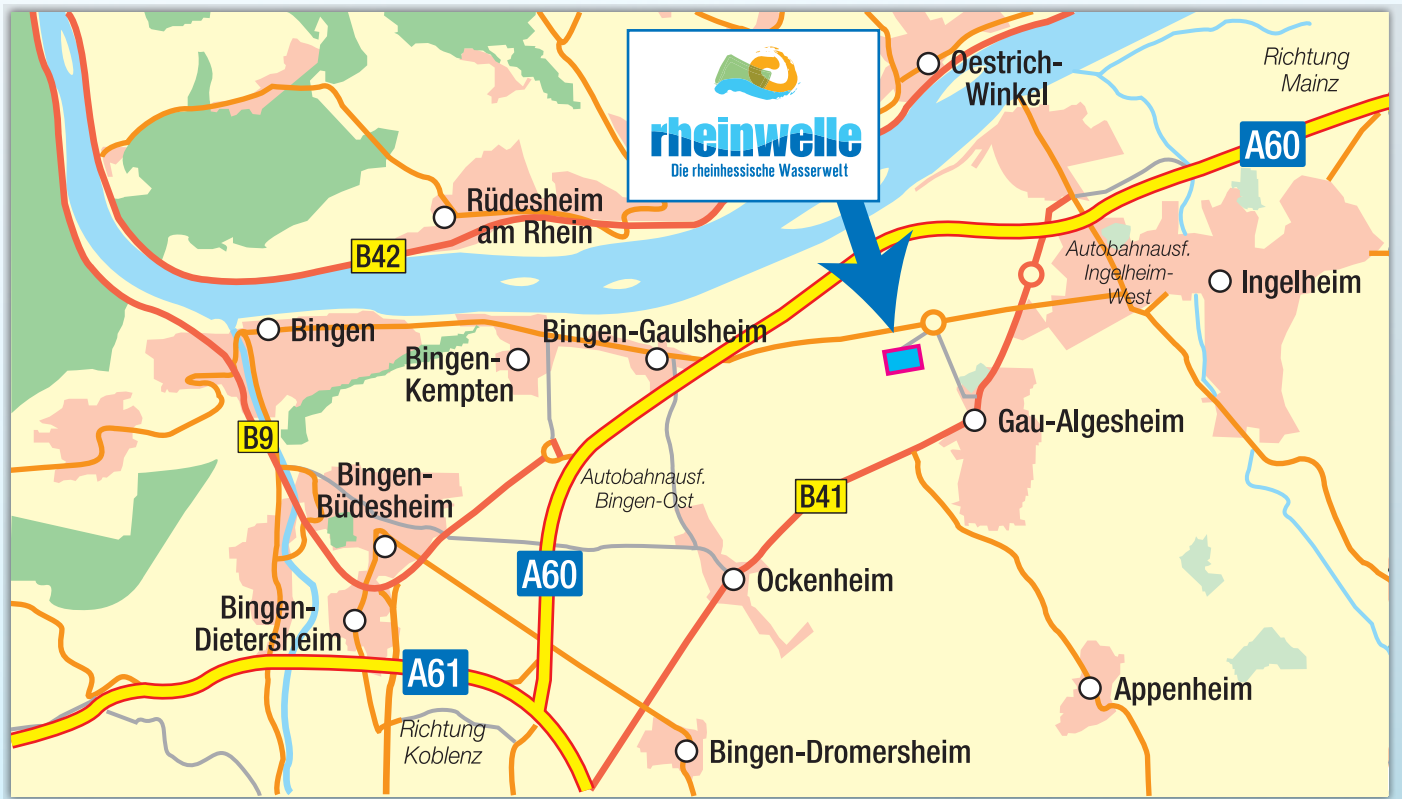 Richtung
Mainz
Oestrich-
Winkel
rheinwelle
Die rheinhessische Wasserwelt
A60
Rüdesheim
am Rhein
B42
Autobahnausf.
Ingelheim-
West
Ingelheim
Bingen
Bingen-Gaulsheim
Bingen-
Kempten
Gau-Algesheim
B9
Bingen-
Büdesheim
Autobahnausf.
Bingen-Ost
B41
A60
Ockenheim
Bingen-
Dietersheim
A61
Appenheim
Richtung
Koblenz
Bingen-Dromersheim